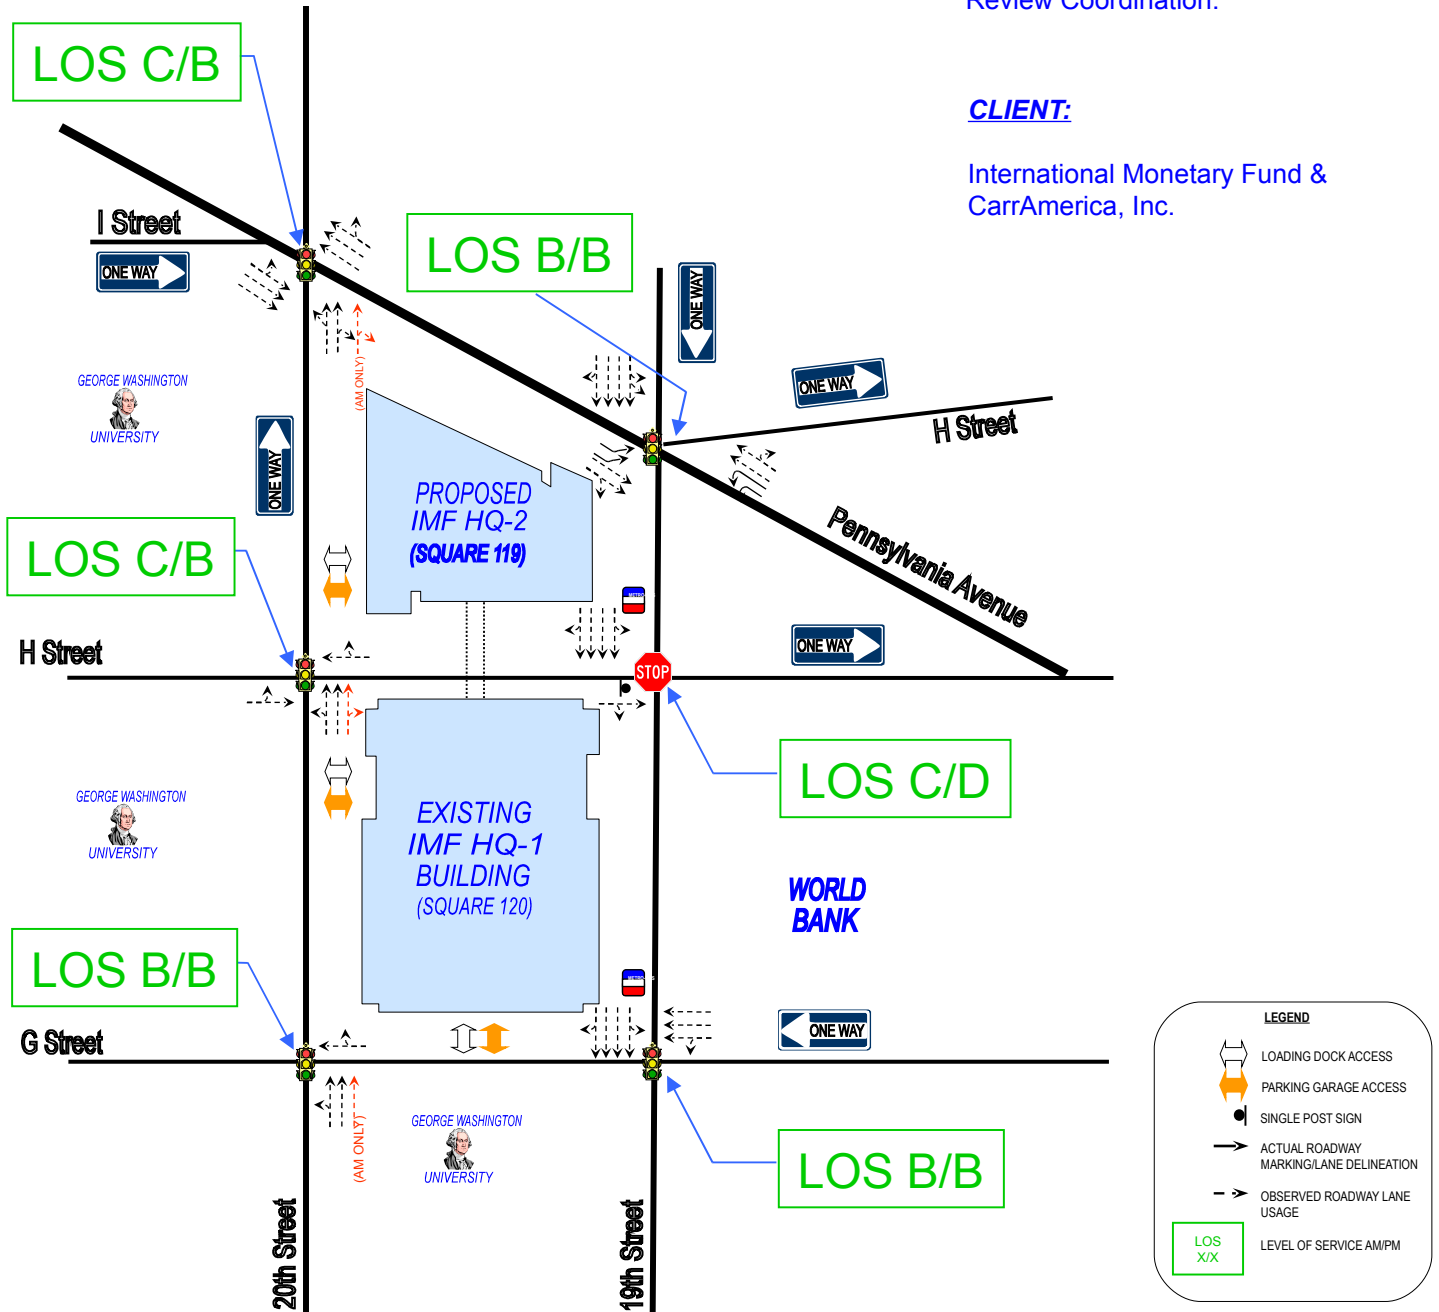 Review Coordination.
CLIENT:
International Monetary Fund &
CarrAmerica, Inc.
LOS C/B
I Street
ONE WAY
LOS B/B
ONE WAY
ONE WAY
H Street
(AM ONLY)
GEORGE WASHINGTON
UNIVERSITY
ONE WAY
PROPOSED
IMF HQ-2
(SQUARE 119)
Pennsylvania Avenue
LOS C/B
H Street
ONE WAY
STOP
LOS C/D
GEORGE WASHINGTON
UNIVERSITY
EXISTING
IMF HQ-1
BUILDING
(SQUARE 120)
WORLD
BANK
LOS B/B
G Street
ONE WAY
(AM ONLY)
GEORGE WASHINGTON
UNIVERSITY
LOS B/B
20th Street
19th Street
LEGEND
LOADING DOCK ACCESS
PARKING GARAGE ACCESS
SINGLE POST SIGN
ACTUAL ROADWAY
MARKING/LANE DELINEATION
OBSERVED ROADWAY LANE
USAGE
LOS
X/X
LEVEL OF SERVICE AM/PM